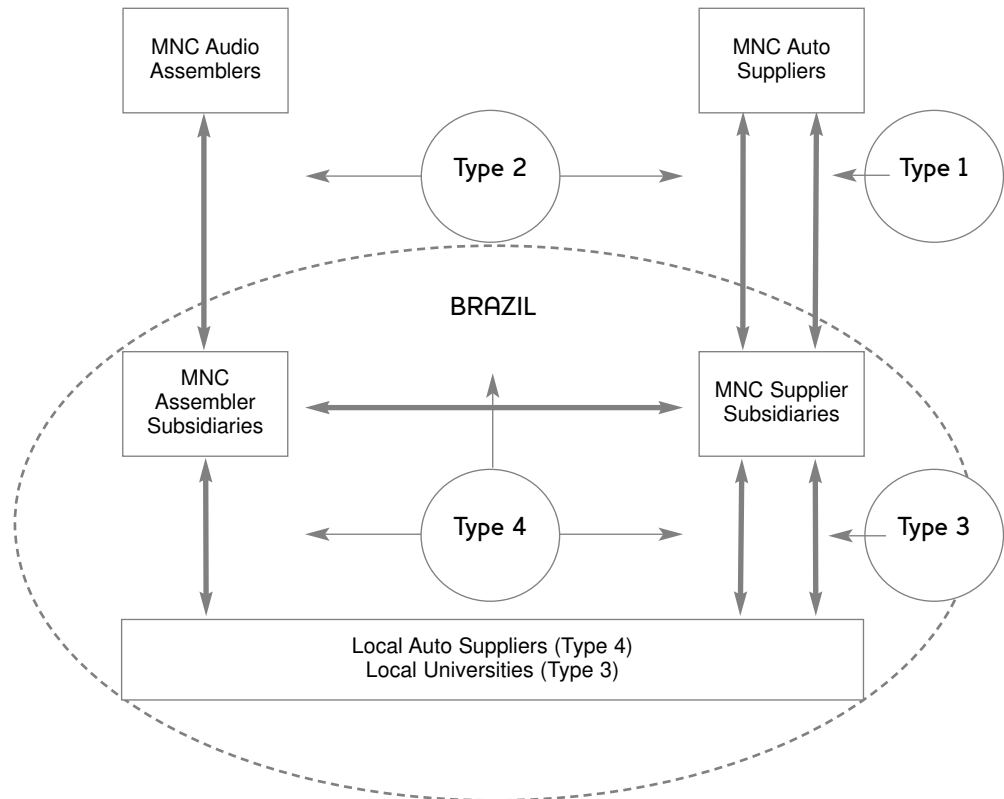 MNC Audio
Assemblers
MNC Auto
Suppliers
Type 2
Type 1
BRAZIL
MNC
Assembler
Subsidiaries
MNC Supplier
Subsidiaries
Type 4
Type 3
Local Auto Suppliers (Type 4)
Local Universities (Type 3)